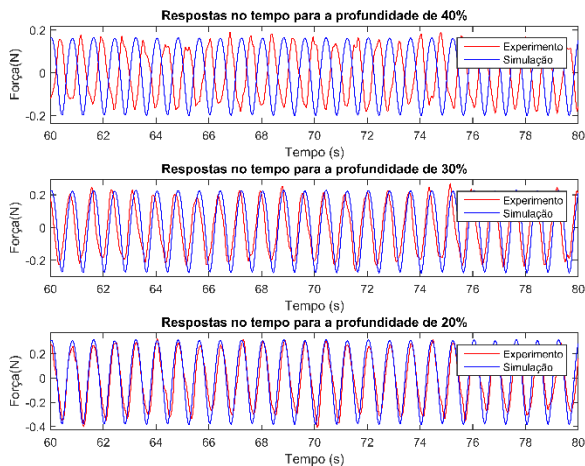 Respostas no tempo para a profundidade de 40%
0.2
0
-0.2
Força(N)
Experimento
Simulação
60 62 64 66 68 70 72 74 76 78 80
Tempo (s)
Respostas no tempo para a profundidade de 30%
0.2
0
-0.2
Força(N)
Experimento
Simulação
60 62 64 66 68 70 72 74 76 78 80
Tempo (s)
Respostas no tempo para a profundidade de 20%
0.2
0
-0.2
-0.4
Força(N)
Experimento
Simulação
60 62 64 66 68 70 72 74 76 78 80
Tempo (s)